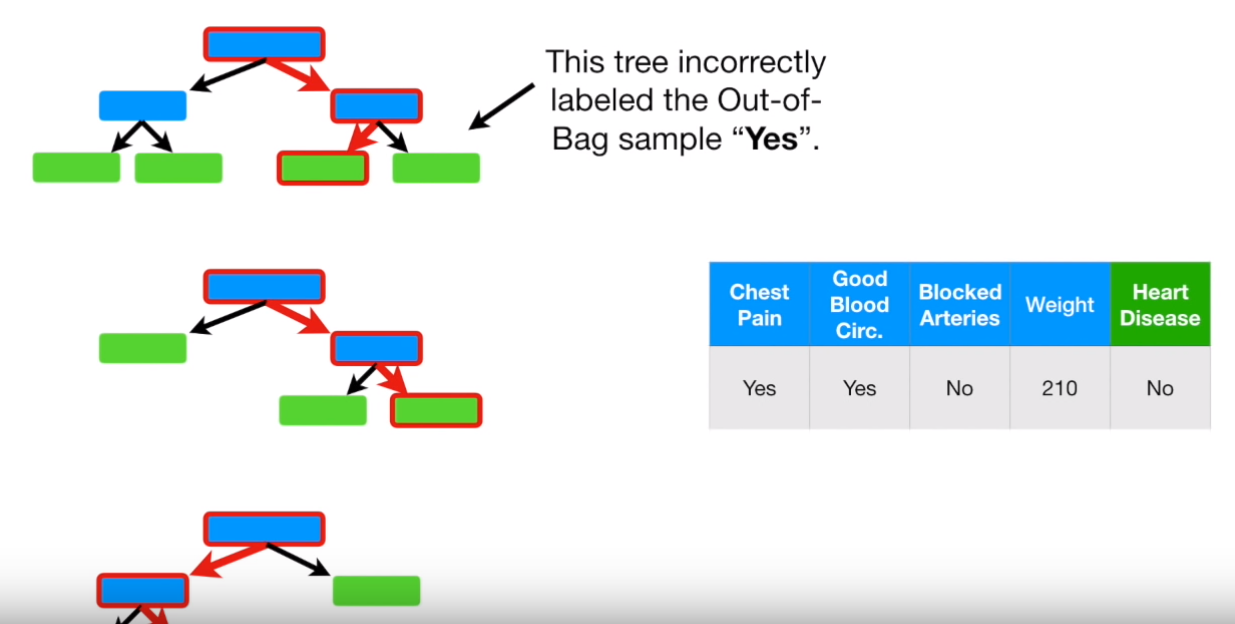 This tree incorrectly
labeled the Out-of-
Bag sample “Yes”.
Chest Pain Good Blood Circ. Blocked Arteries Weight Heart Disease
Yes Yes No 210 No